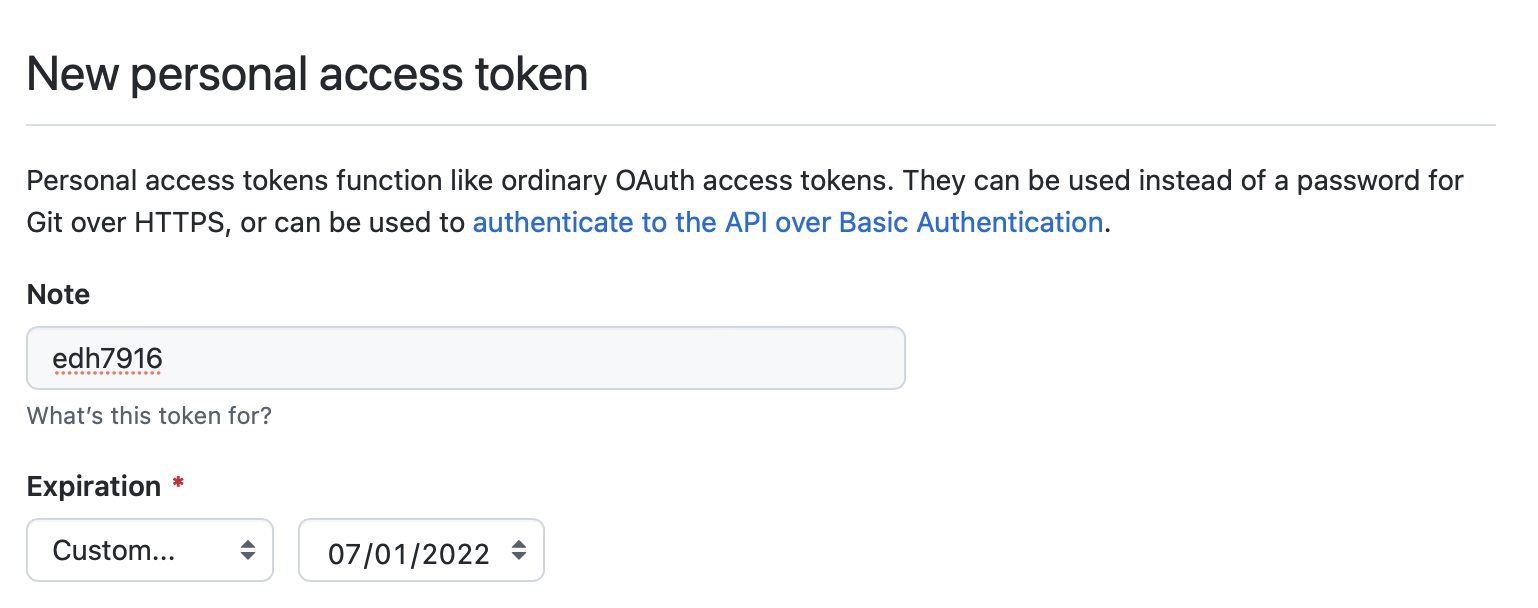 New personal access token
Personal access tokens function like ordinary OAuth access tokens. They can be used instead of a password for
Git over HTTPS, or can be used to authenticate to the API over Basic Authentication.
Note
edh7916
What's this token for?
Expiration *
Custom... 07/01/2022